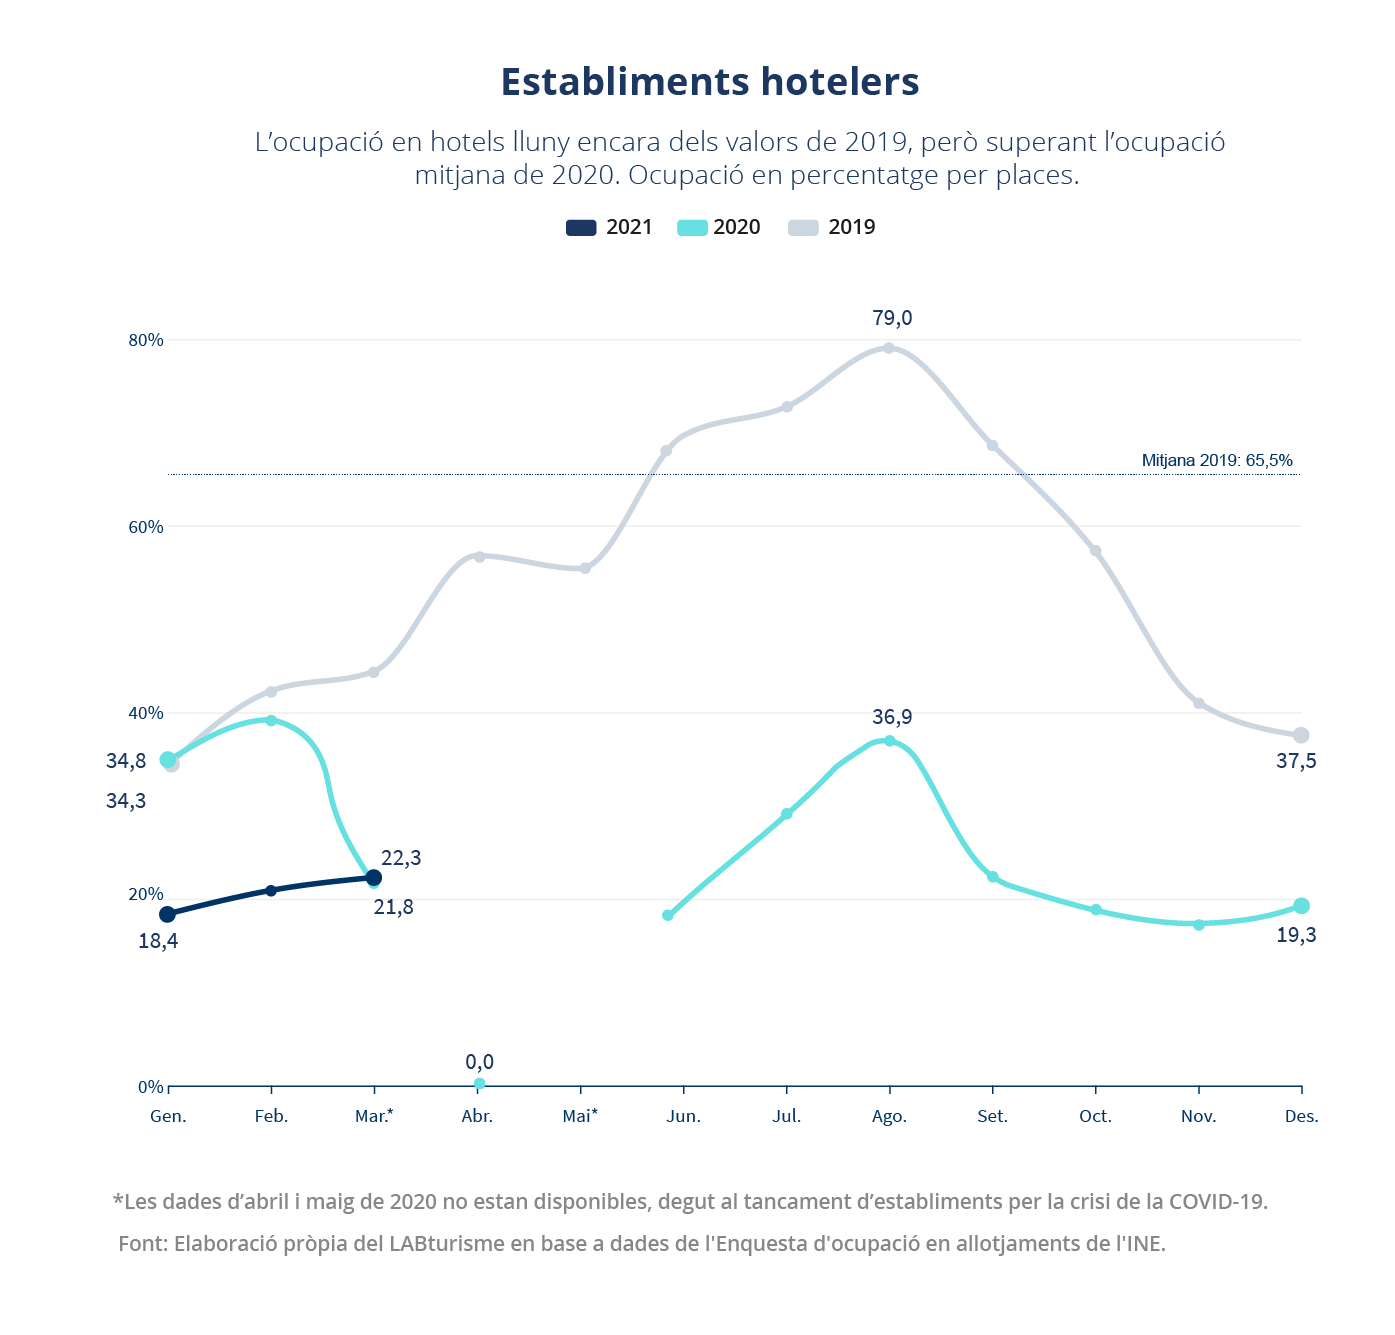 Establiments hotelers
L’ocupació en hotels lluny encara dels valors de 2019, però superant l’ocupació
mitjana de 2020. Ocupació en percentatge per places.
2021 2020 2019
79,0
80%
Mitjana 2019: 65,5%
60%
40%
36,9
34,8
37,5
34,3
22,3
20%
21,8
19,3
18,4
0,0
0%
Gen. Feb. Mar.* Abr. Mai* Jun. Jul. Ago. Set. Oct. Nov. Des.
*Les dades d’abril i maig de 2020 no estan disponibles, degut al tancament d’establiments per la crisi de la COVID-19.
Font: Elaboració pròpia del LABturisme en base a dades de l'Enquesta d'ocupació en allotjaments de l'INE.